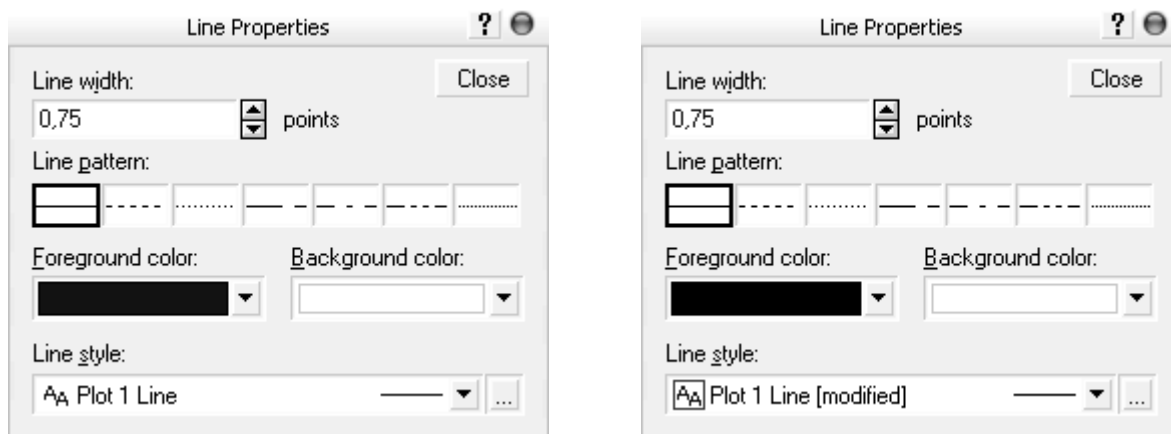 Line Properties ?
Line width:
Close
0,75 points
Line pattern:
Foreground color: Background color:
Line style:
AA Plot 1 Line ...
Line Properties ?
Line width:
Close
0,75 points
Line pattern:
Foreground color: Background color:
Line style:
AA Plot 1 Line [modified] ...